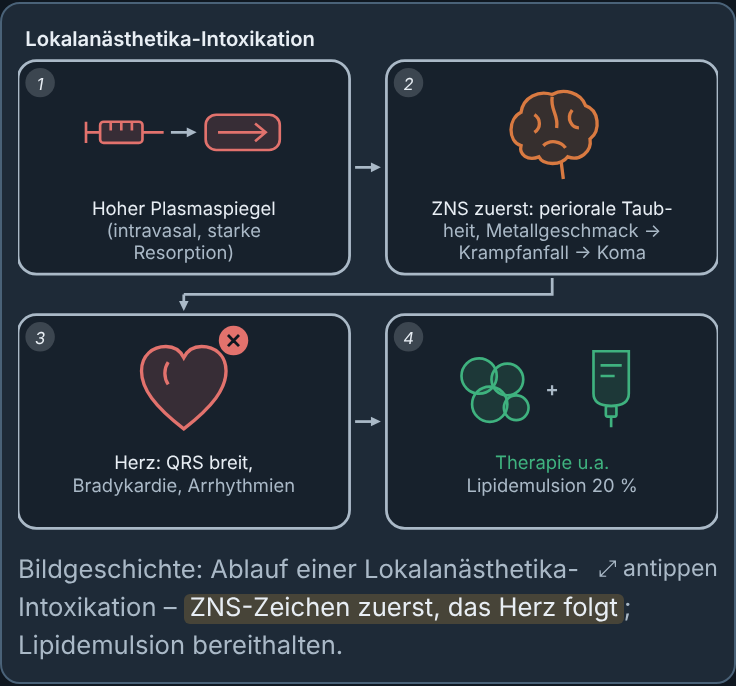 Lokalanästhetika-Intoxikation
1
Hoher Plasmaspiegel
(intravasal, starke
Resorption)
2
ZNS zuerst: periorale Taub-
heit, Metallgeschmack →
Krampfanfall → Koma
3
Herz: QRS breit,
Bradykardie, Arrhythmien
4
+
Therapie u.a.
Lipidemulsion 20 %
Bildgeschichte: Ablauf einer Lokalanästhetika- ⤢ antippen
Intoxikation – ZNS-Zeichen zuerst, das Herz folgt;
Lipidemulsion bereithalten.